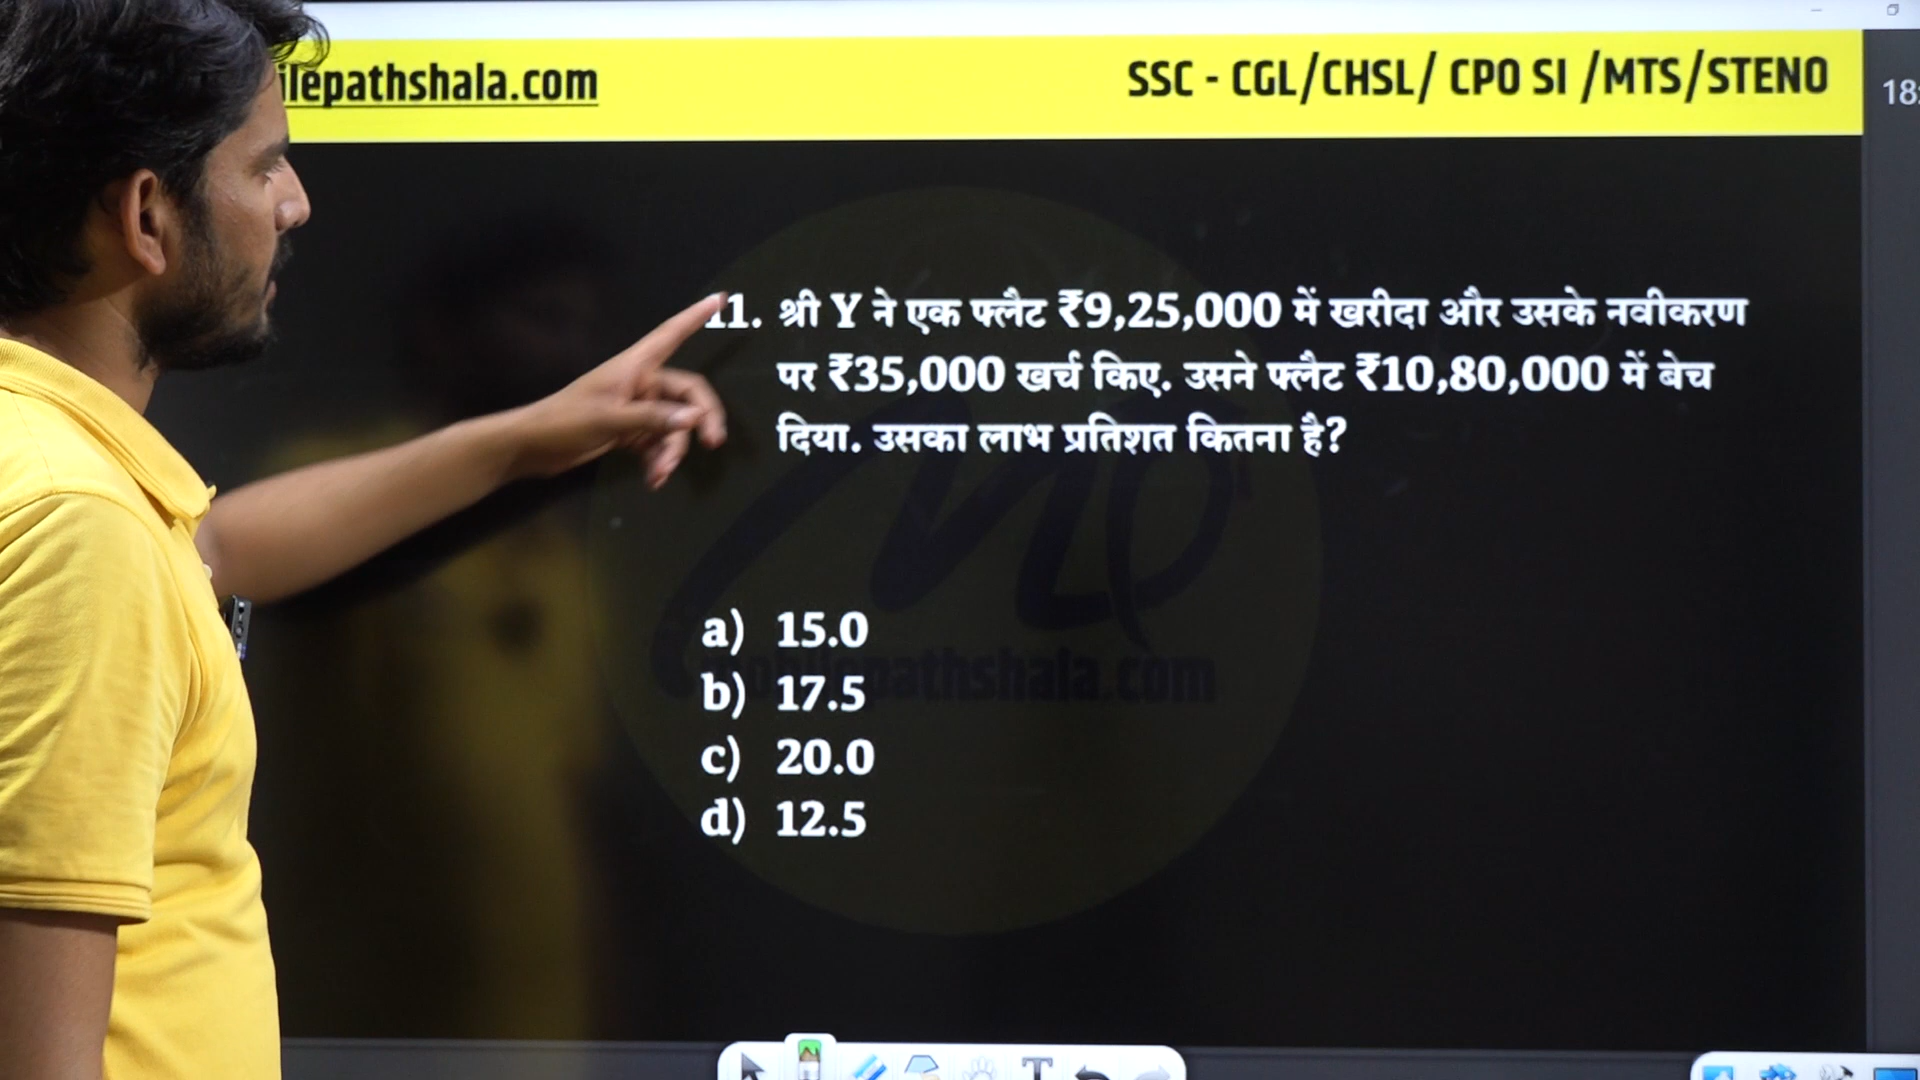 ilepathshala.com
SSC - CGL/CHSL/ CPO SI /MTS/STENO
18:
11. श्री Y ने एक फ्लैट ₹9,25,000 में खरीदा और उसके नवीकरण
पर ₹35,000 खर्च किए. उसने फ्लैट ₹10,80,000 में बेच
दिया. उसका लाभ प्रतिशत कितना है?
a) 15.0
mobilepathshala.com
b) 17.5
c) 20.0
d) 12.5
T